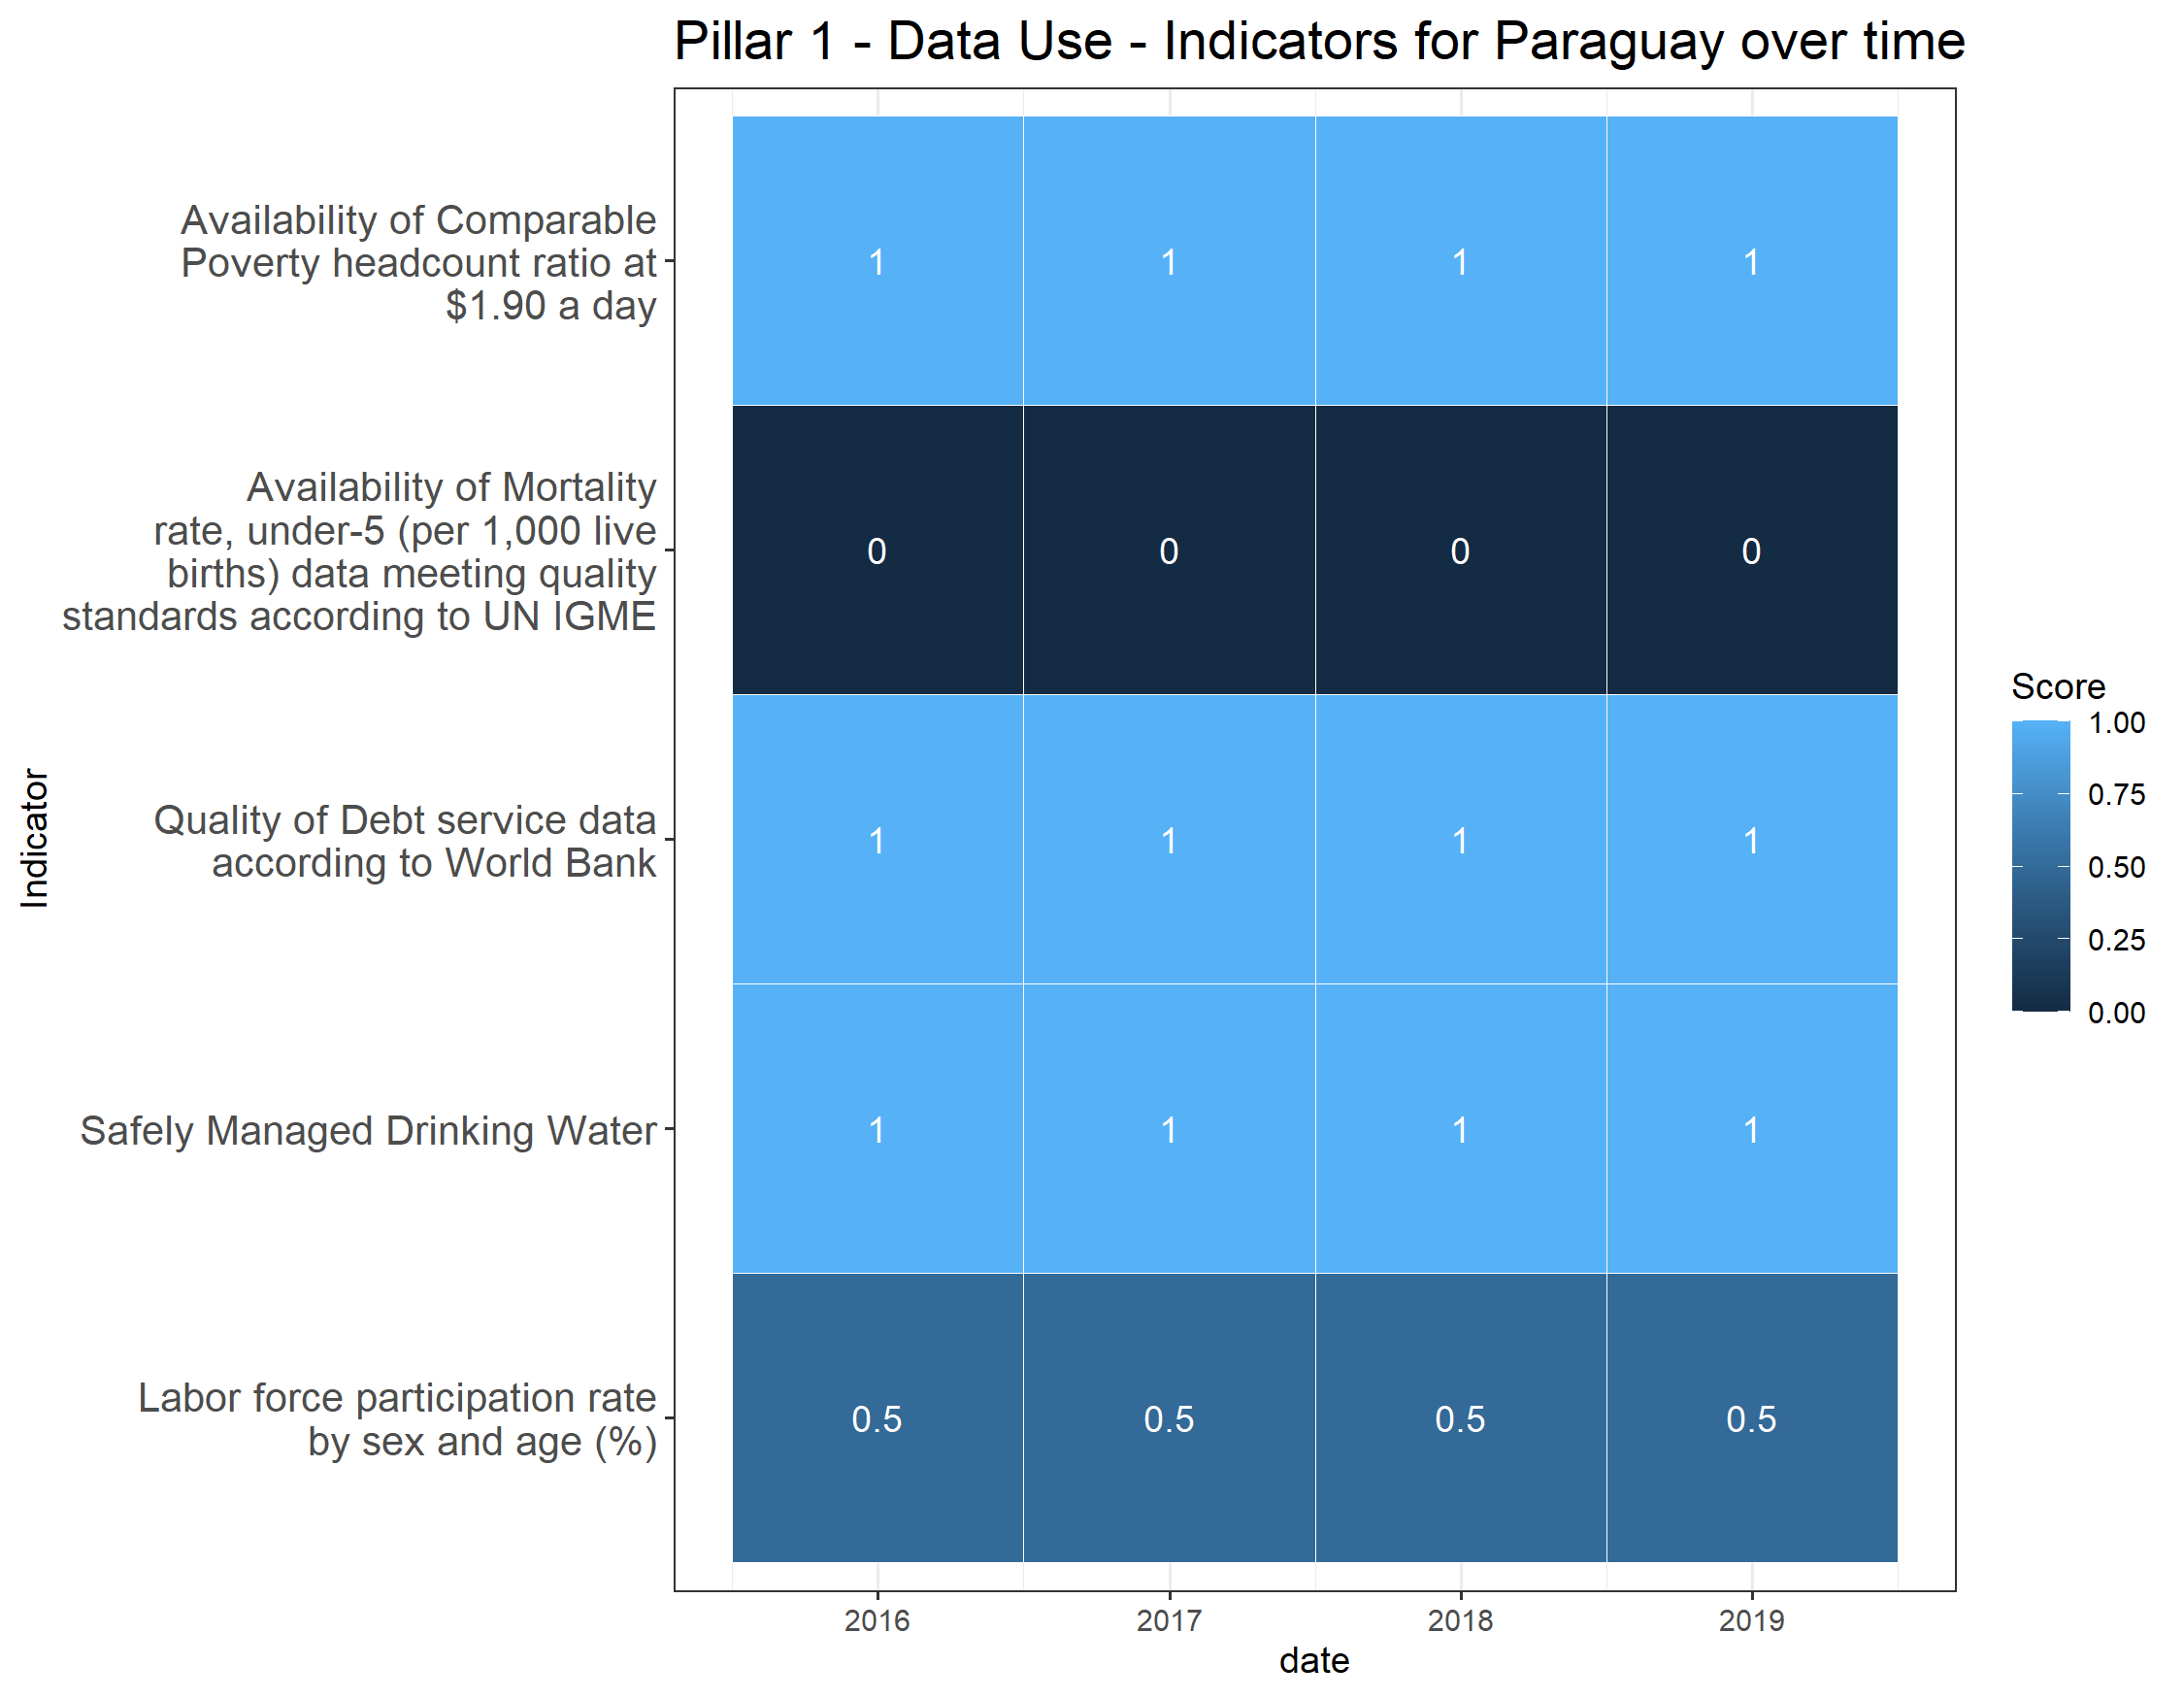 Pillar 1 - Data Use - Indicators for Paraguay over time
Indicator
Availability of Comparable
Poverty headcount ratio at
$1.90 a day
1 1 1 1
Availability of Mortality
rate, under-5 (per 1,000 live
births) data meeting quality
standards according to UN IGME
0 0 0 0
Quality of Debt service data
according to World Bank
1 1 1 1
Safely Managed Drinking Water
1 1 1 1
Labor force participation rate
by sex and age (%)
0.5 0.5 0.5 0.5
2016 2017 2018 2019
date
Score
1.00
0.75
0.50
0.25
0.00